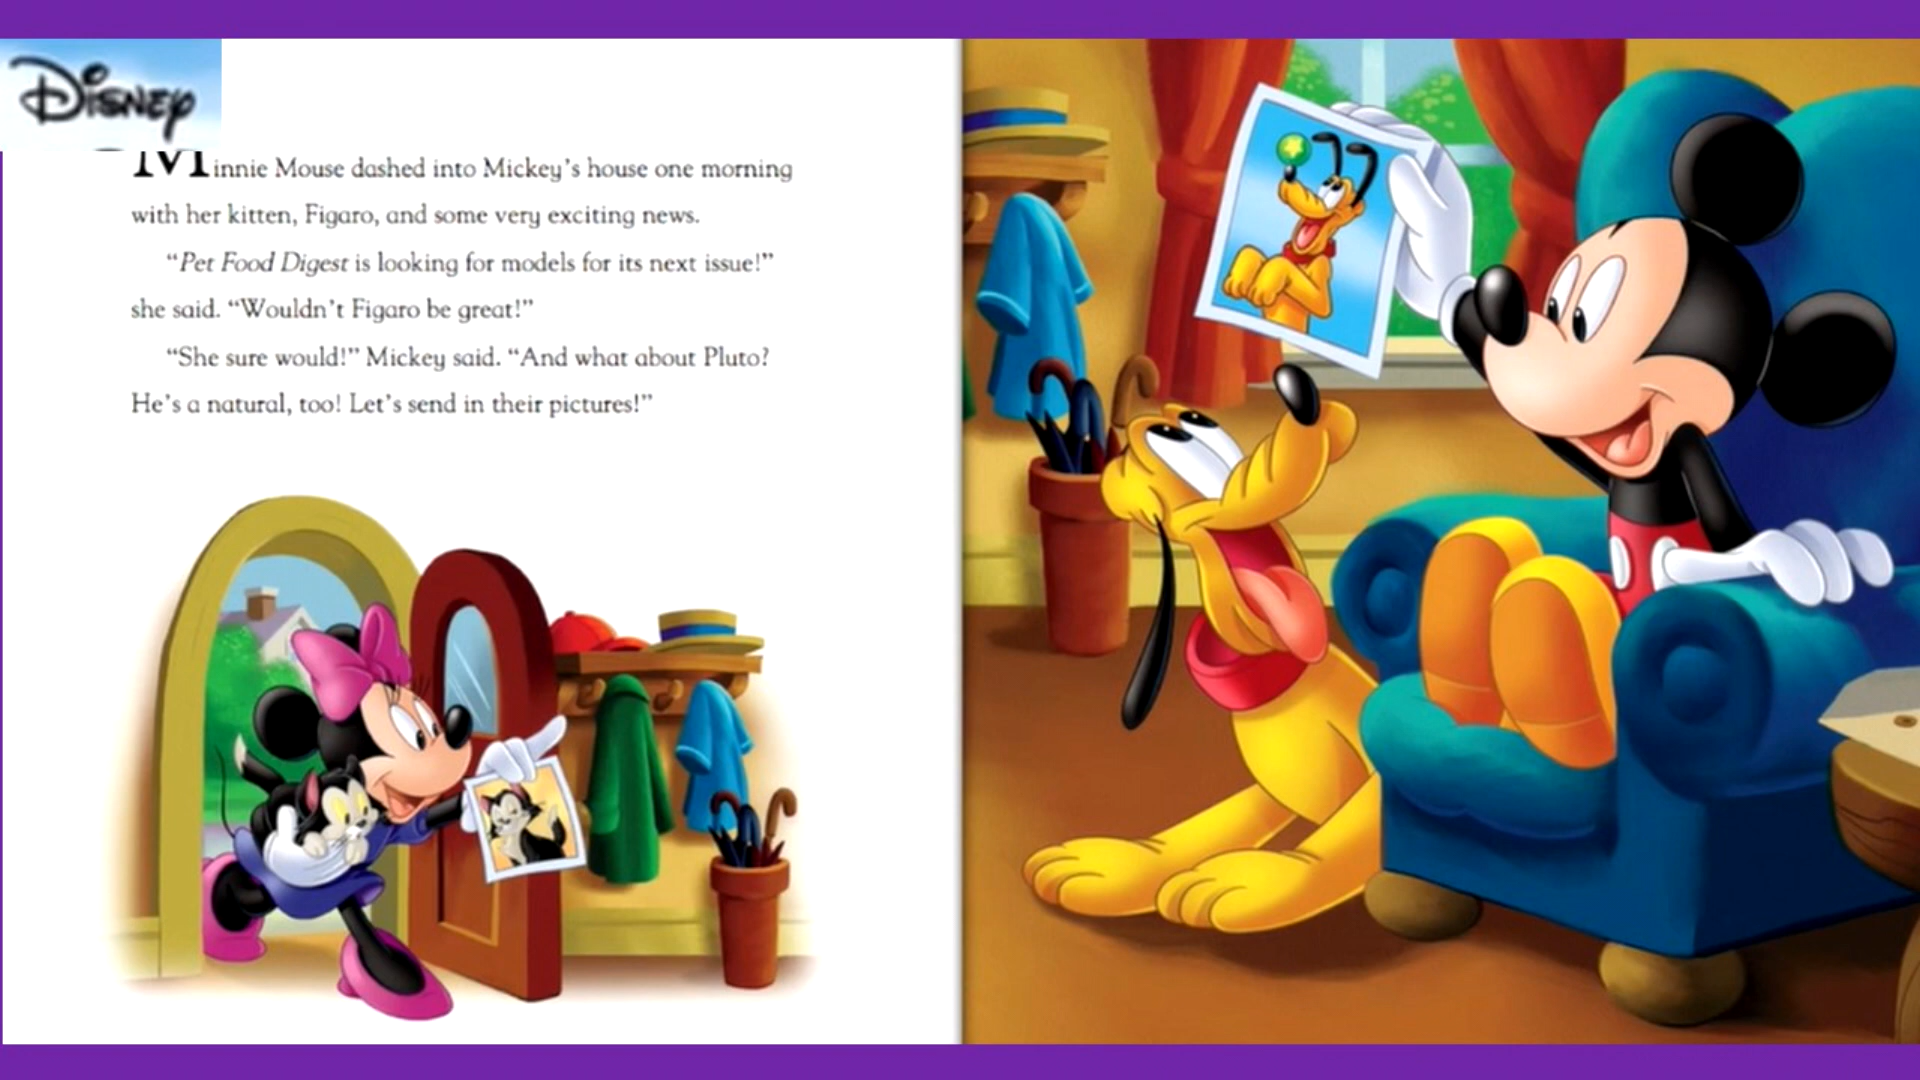 Disney
Minnie Mouse dashed into Mickey's house one morning
with her kitten, Figaro, and some very exciting news.
“Pet Food Digest is looking for models for its next issue!”
she said. “Wouldn't Figaro be great!”
“She sure would!” Mickey said. “And what about Pluto?
He's a natural, too! Let's send in their pictures!”